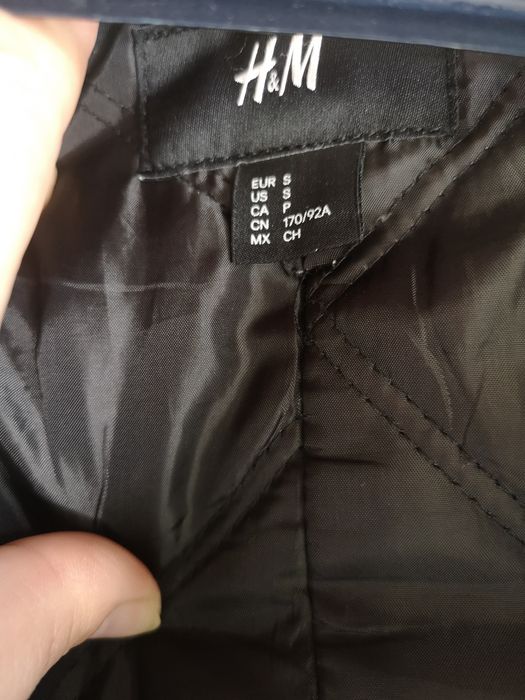 H&M
EUR S
US S
CA P
CN 170/92A
MX CH